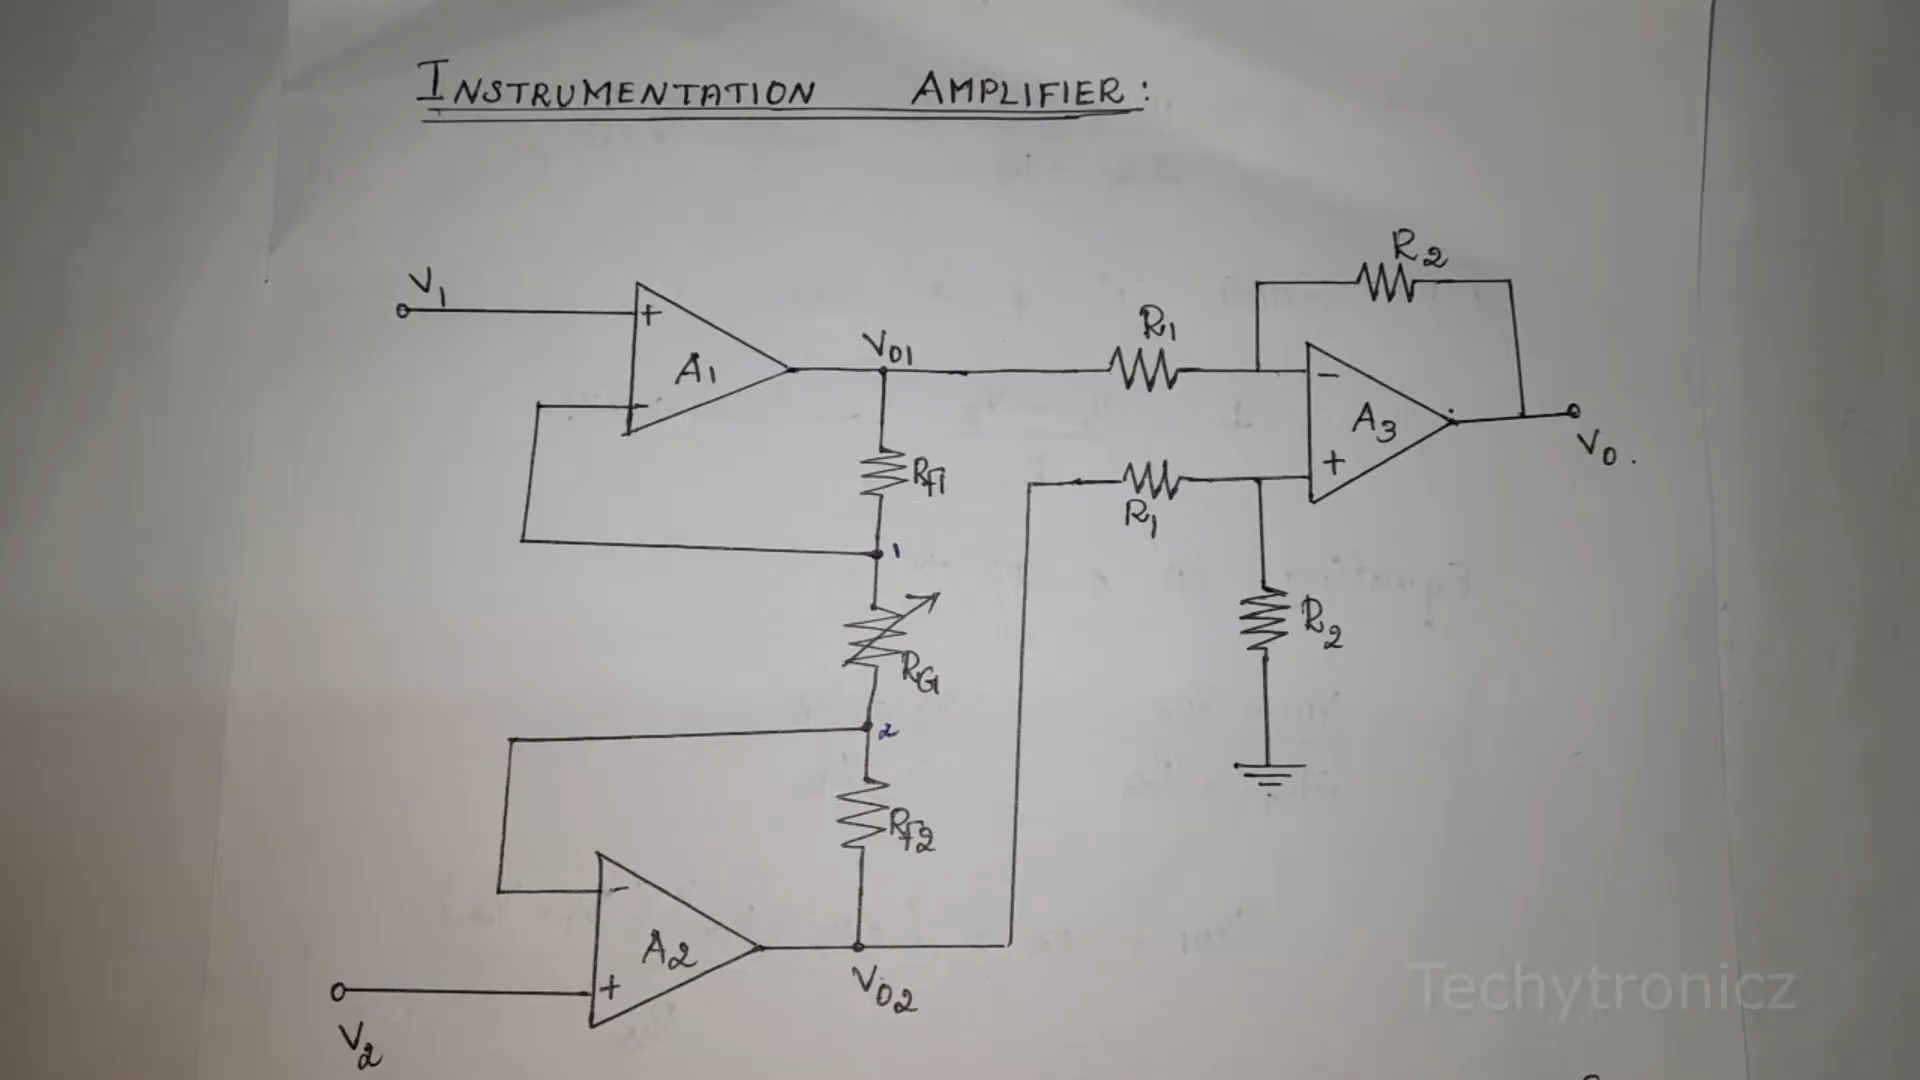 INSTRUMENTATION AMPLIFIER:
R2
V1
+
R1
A1
V01
-
-
A3
+
V0.
RF1
R1
1
R2
RG
2
RF2
-
A2
+
V02
V2
Techytronicz